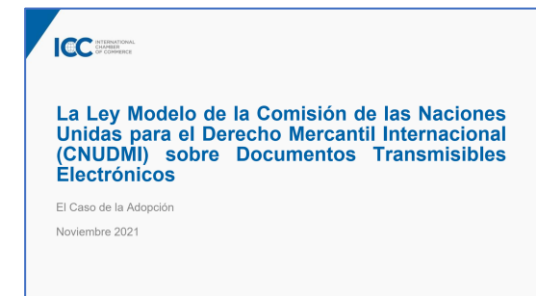 ICC INTERNATIONAL
CHAMBER
OF COMMERCE
La Ley Modelo de la Comisión de las Naciones
Unidas para el Derecho Mercantil Internacional
(CNUDMI) sobre Documentos Transmisibles
Electrónicos
El Caso de la Adopción
Noviembre 2021